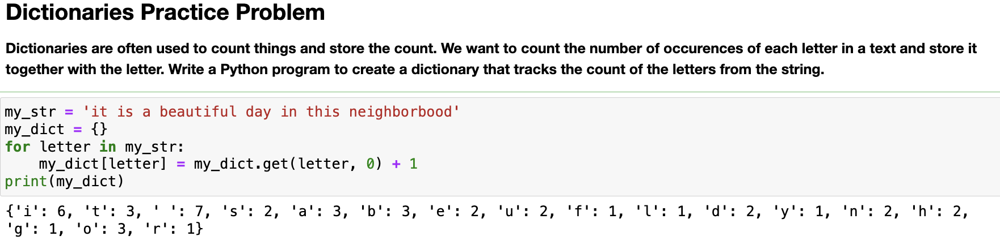 Dictionaries Practice Problem
Dictionaries are often used to count things and store the count. We want to count the number of occurences of each letter in a text and store it
together with the letter. Write a Python program to create a dictionary that tracks the count of the letters from the string.
my_str = 'it is a beautiful day in this neighborbood'
my_dict = {}
for letter in my_str:
    my_dict[letter] = my_dict.get(letter, 0) + 1
print(my_dict)
{'i': 6, 't': 3, ' ': 7, 's': 2, 'a': 3, 'b': 3, 'e': 2, 'u': 2, 'f': 1, 'l': 1, 'd': 2, 'y': 1, 'n': 2, 'h': 2,
'g': 1, 'o': 3, 'r': 1}